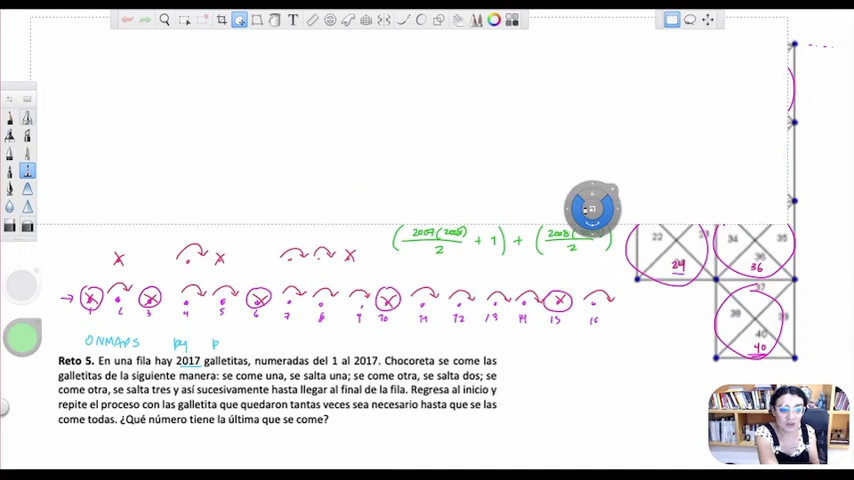 22 23 34 35
(2007(2008)/2 + 1) + (2008(
2
24 36
37
1 2 3 4 5 6 7 8 9 10 11 12 13 14 15 16
38 39
40
ONMAPS
Reto 5. En una fila hay 2017 galletitas, numeradas del 1 al 2017. Chocoreta se come las
galletitas de la siguiente manera: se come una, se salta una; se come otra, se salta dos; se
come otra, se salta tres y así sucesivamente hasta llegar al final de la fila. Regresa al inicio y
repite el proceso con las galletita que quedaron tantas veces sea necesario hasta que se las
come todas. ¿Qué número tiene la última que se come?